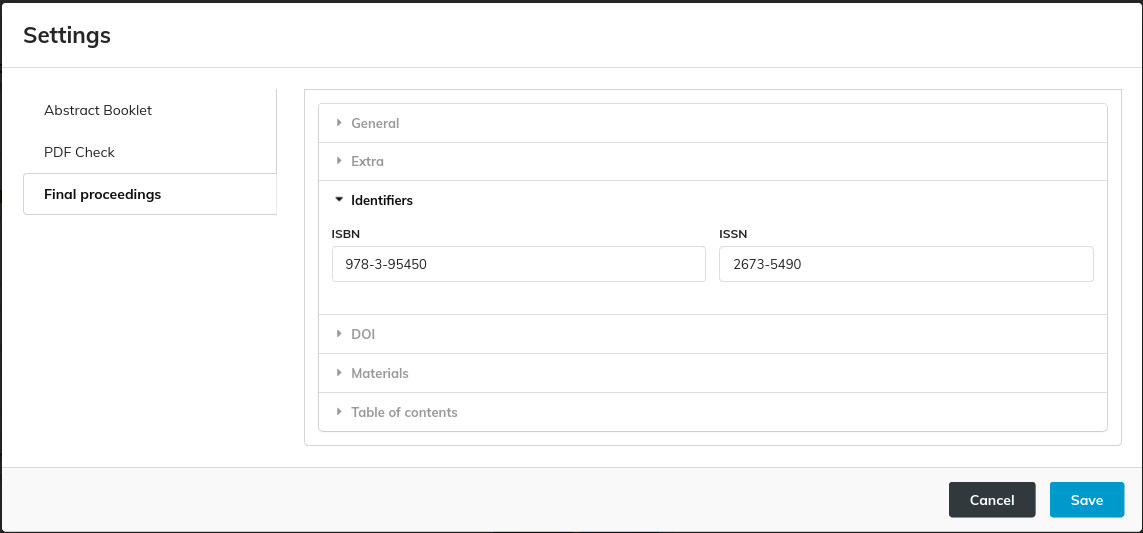 Settings
Abstract Booklet
PDF Check
Final proceedings
General
Extra
Identifiers
ISBN
ISSN
978-3-95450
2673-5490
DOI
Materials
Table of contents
Cancel
Save